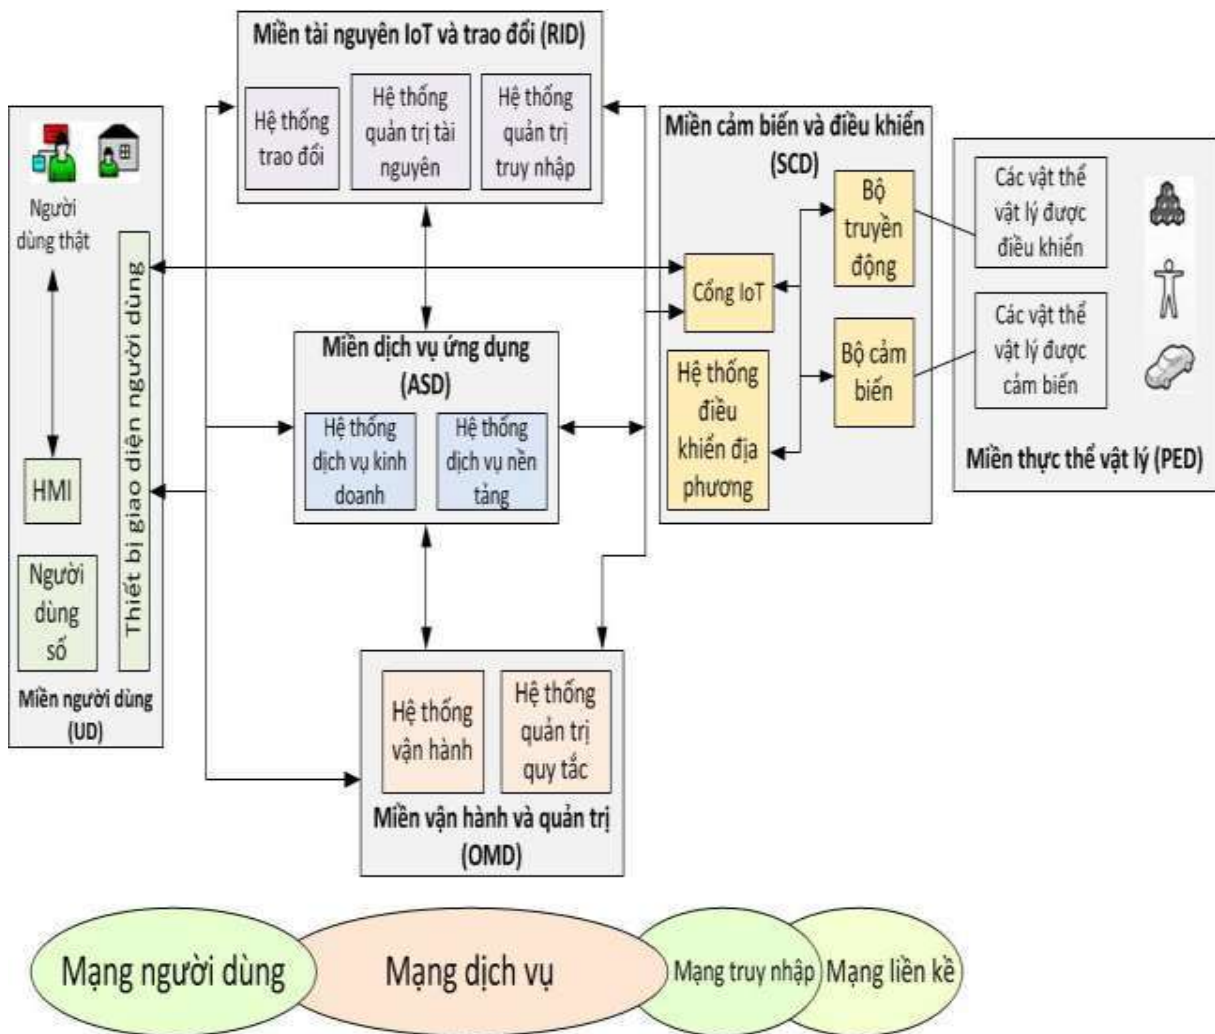 Miền tài nguyên IoT và trao đổi (RID)
Hệ thống
trao đổi
Hệ thống
quản trị tài
nguyên
Hệ thống
quản trị
truy nhập
Người
dùng thật
HMI
Người
dùng
số
Thiết bị giao diện người dùng
Miền người dùng
(UD)
Miền dịch vụ ứng dụng
(ASD)
Hệ thống
dịch vụ kinh
doanh
Hệ thống
dịch vụ nền
tảng
Miền cảm biến và điều khiển
(SCD)
Bộ
truyền
động
Cổng IoT
Bộ cảm
biến
Hệ thống
điều
khiển địa
phương
Các vật thể
vật lý được
điều khiển
Các vật thể
vật lý được
cảm biến
Miền thực thể vật lý (PED)
Hệ thống
vận hành
Hệ thống
quản trị
quy tắc
Miền vận hành và quản trị
(OMD)
Mạng người dùng
Mạng dịch vụ
Mạng truy nhập
Mạng liền kề